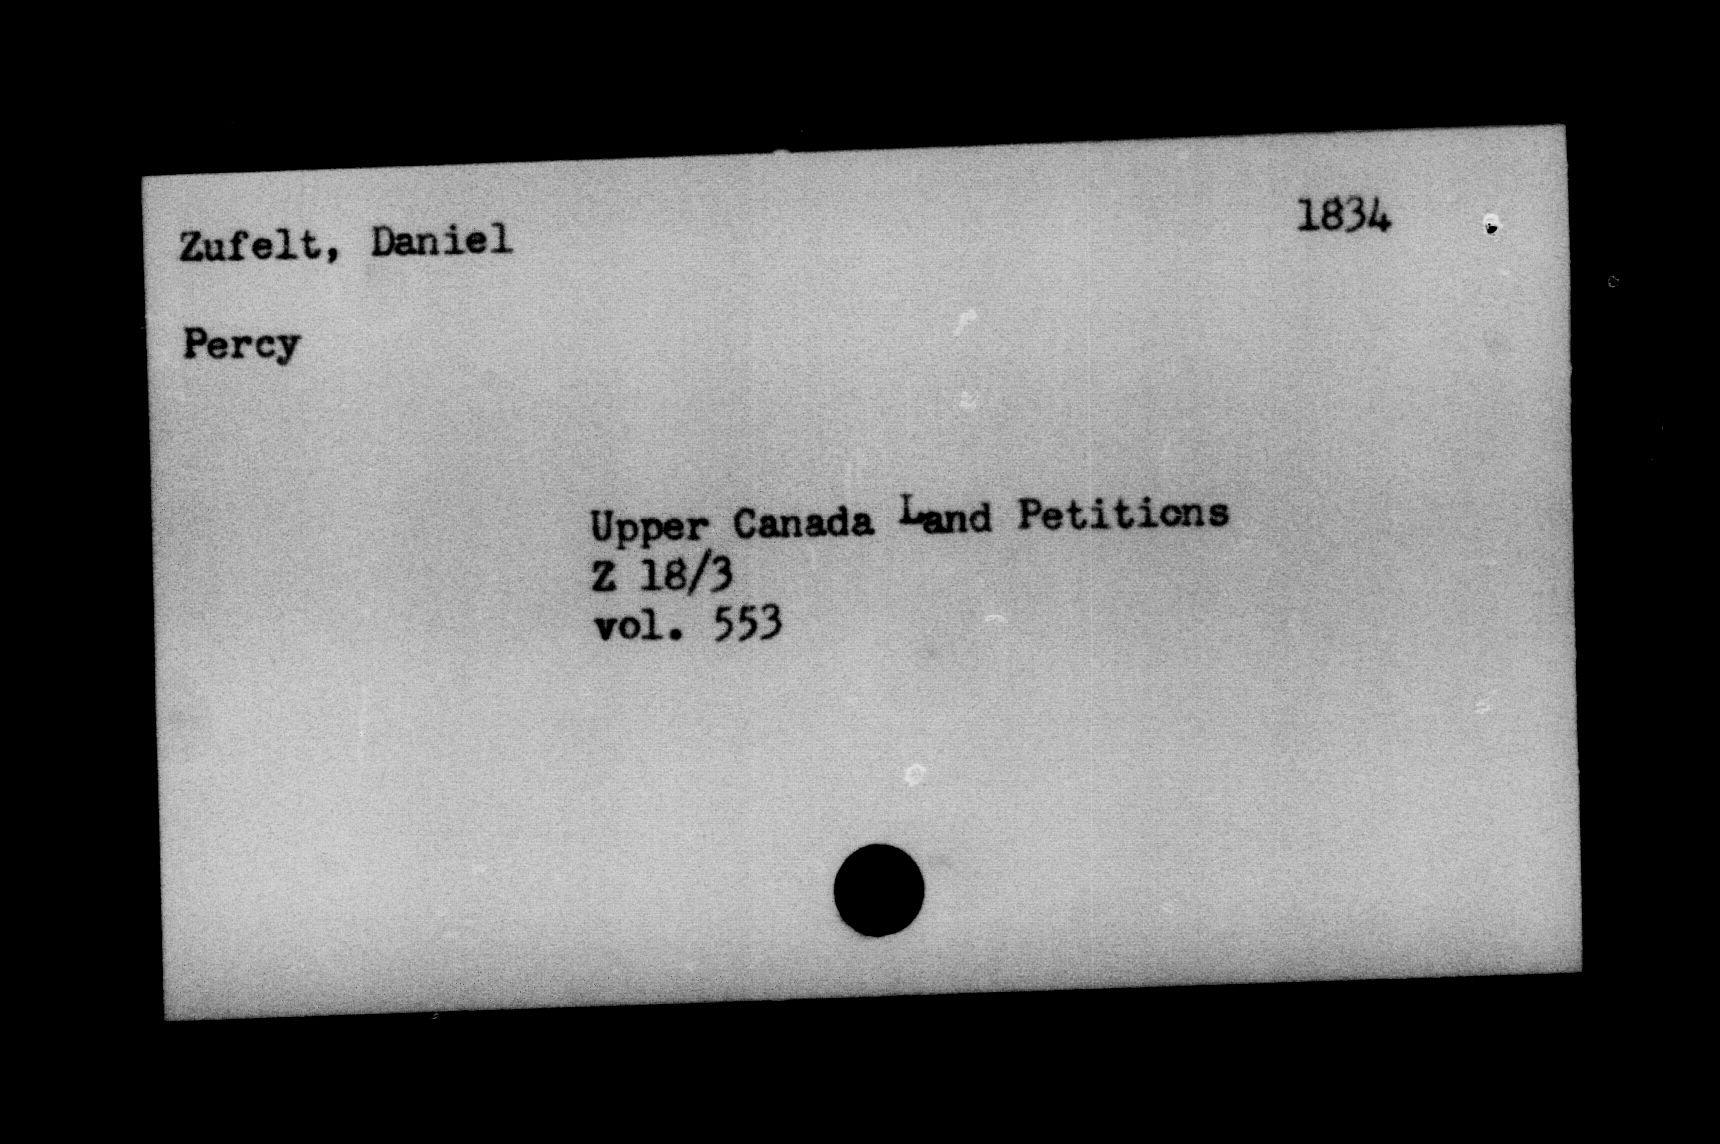 Zufelt, Daniel 1834
Percy
Upper Canada Land Petitions
Z 18/3
vol. 553